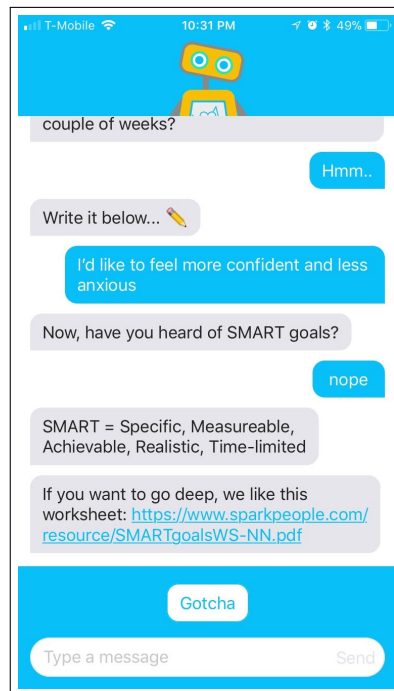 T-Mobile 10:31 PM 49%
couple of weeks?
Hmm..
Write it below...
I'd like to feel more confident and less
anxious
Now, have you heard of SMART goals?
nope
SMART = Specific, Measureable,
Achievable, Realistic, Time-limited
If you want to go deep, we like this
worksheet: https://www.sparkpeople.com/
resource/SMARTgoalsWS-NN.pdf
Gotcha
Type a message Send